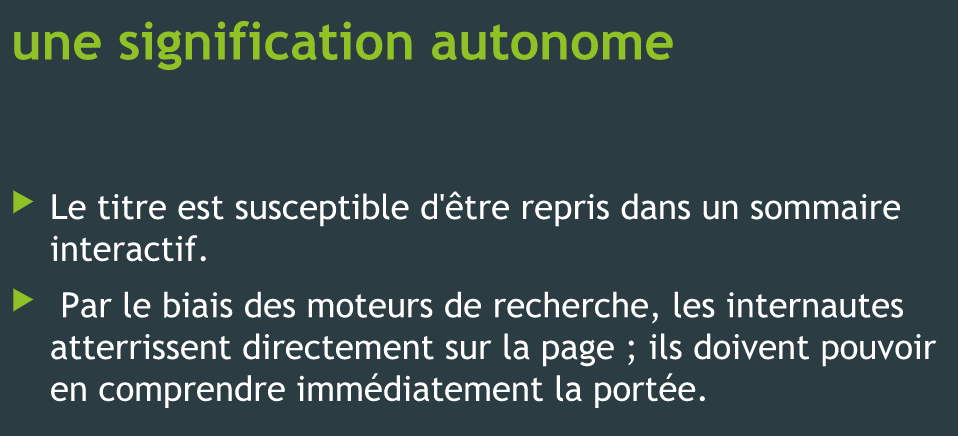 une signification autonome
Le titre est susceptible d'être repris dans un sommaire
interactif.
Par le biais des moteurs de recherche, les internautes
atterrissent directement sur la page ; ils doivent pouvoir
en comprendre immédiatement la portée.